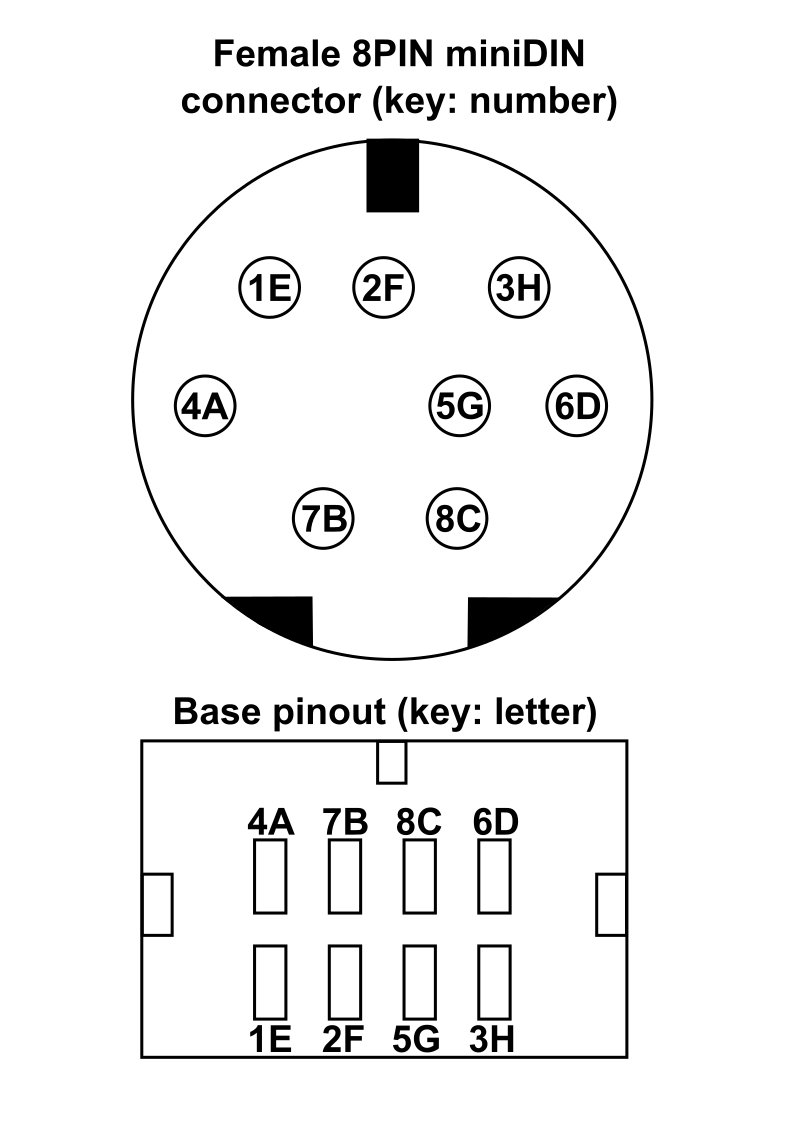 Female 8PIN miniDIN
connector (key: number)
1E 2F 3H
4A 5G 6D
7B 8C
Base pinout (key: letter)
4A 7B 8C 6D
1E 2F 5G 3H